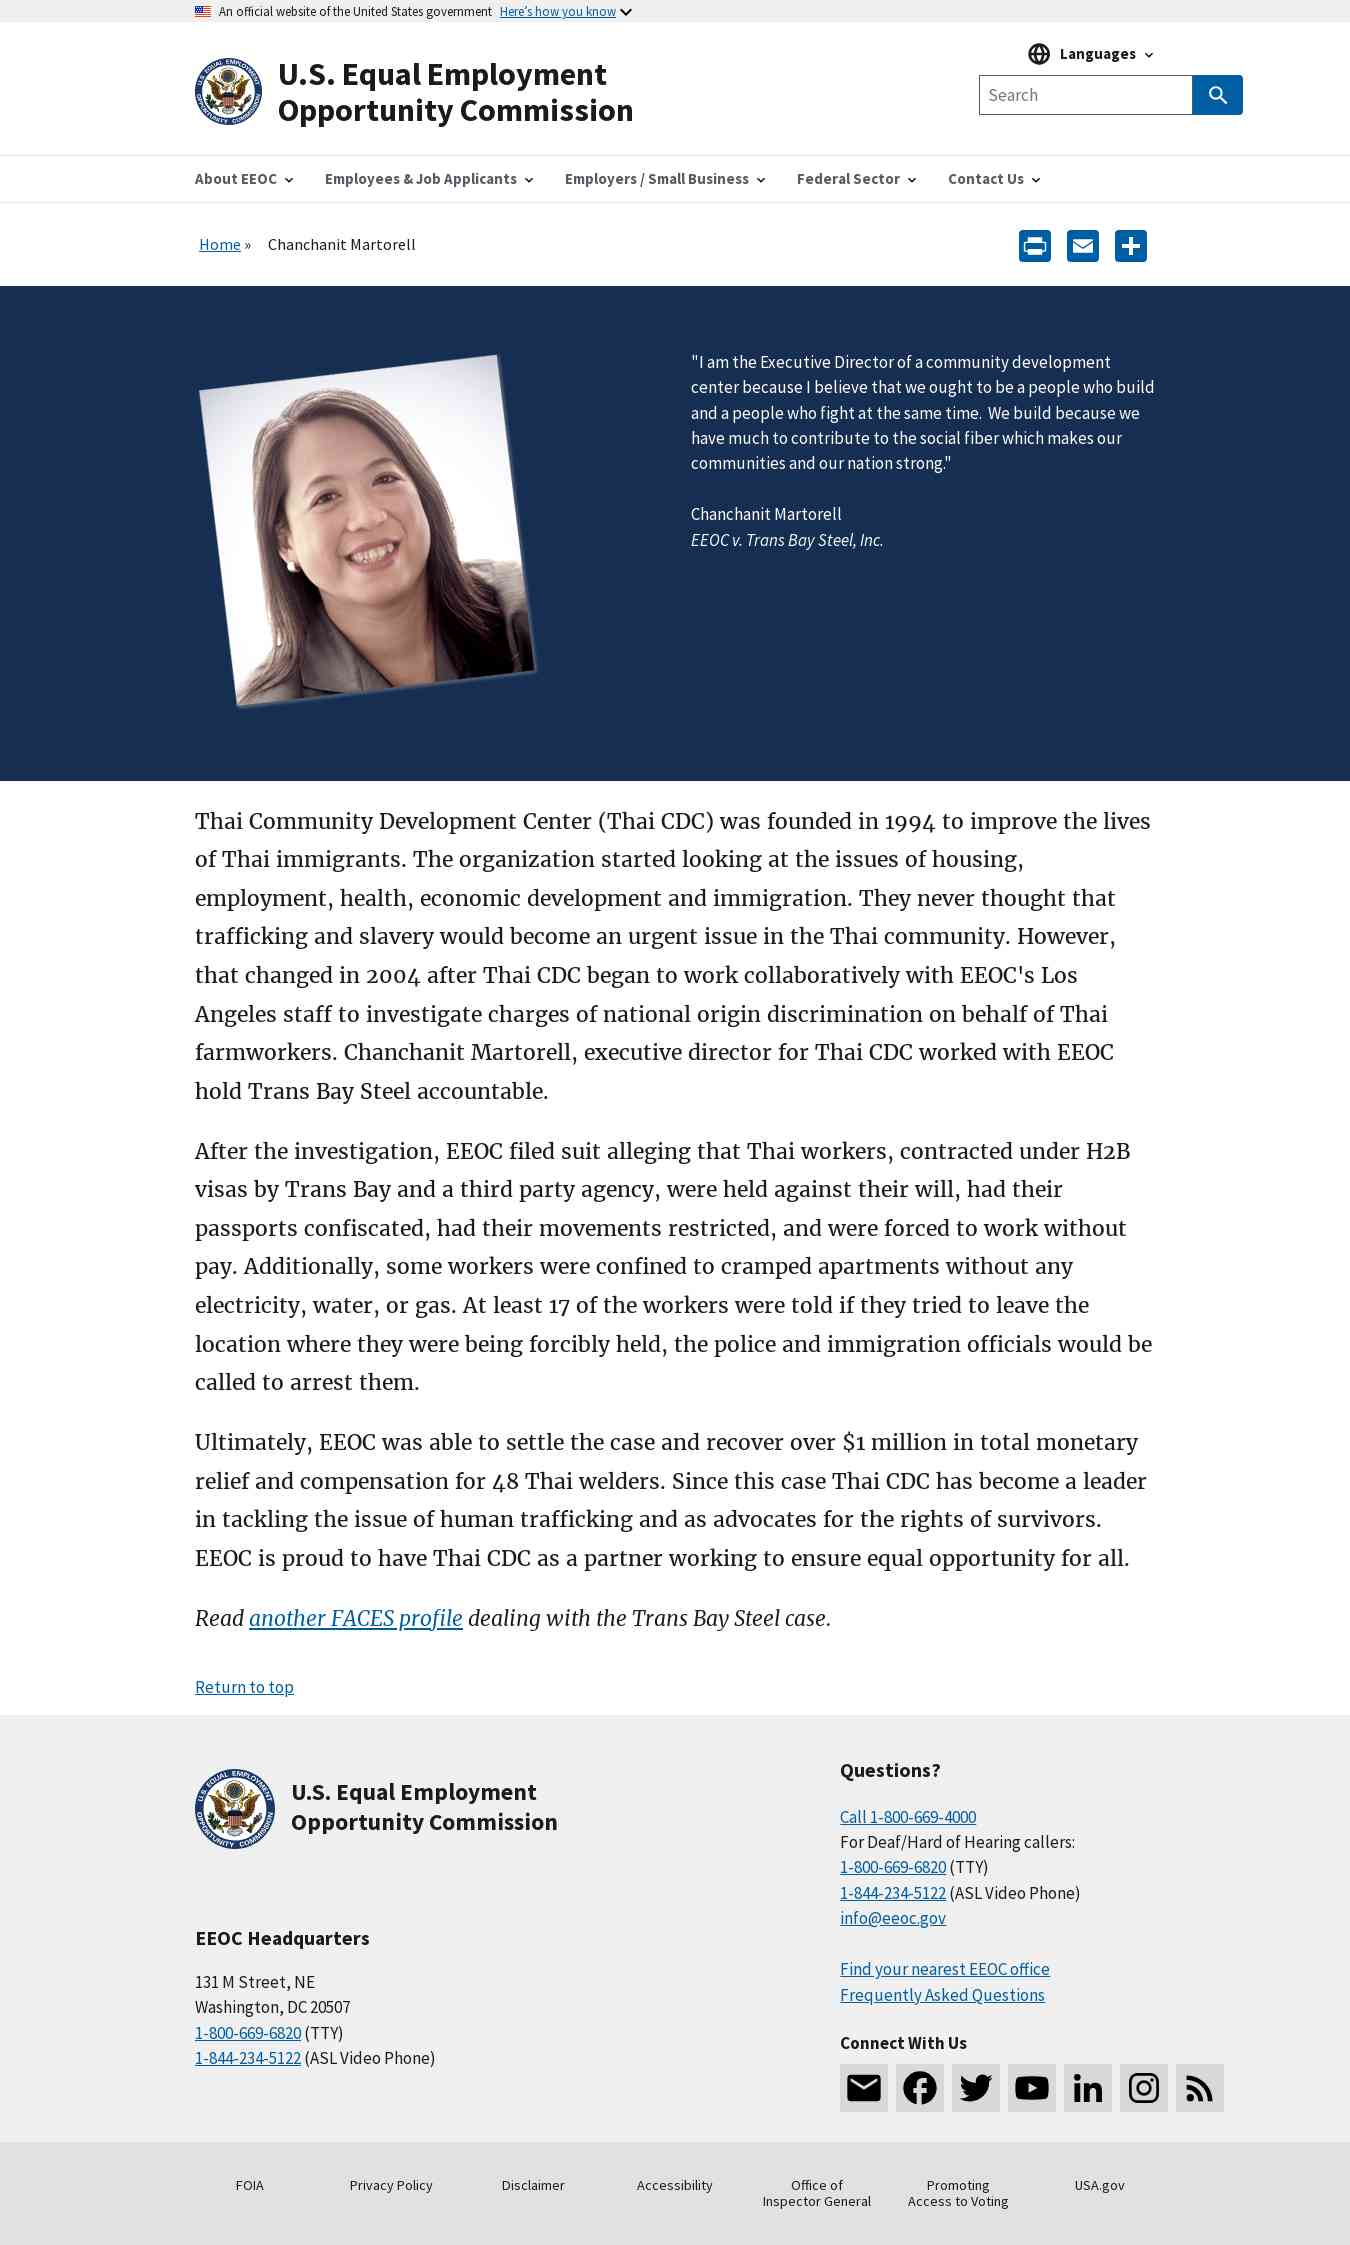 An official website of the United States government Here's how you know
U.S. Equal Employment
Opportunity Commission
Languages
Search
About EEOC
Employees & Job Applicants
Employers / Small Business
Federal Sector
Contact Us
Home » Chanchanit Martorell
"I am the Executive Director of a community development
center because I believe that we ought to be a people who build
and a people who fight at the same time. We build because we
have much to contribute to the social fiber which makes our
communities and our nation strong."
Chanchanit Martorell
EEOC v. Trans Bay Steel, Inc.
Thai Community Development Center (Thai CDC) was founded in 1994 to improve the lives
of Thai immigrants. The organization started looking at the issues of housing,
employment, health, economic development and immigration. They never thought that
trafficking and slavery would become an urgent issue in the Thai community. However,
that changed in 2004 after Thai CDC began to work collaboratively with EEOC's Los
Angeles staff to investigate charges of national origin discrimination on behalf of Thai
farmworkers. Chanchanit Martorell, executive director for Thai CDC worked with EEOC
hold Trans Bay Steel accountable.
After the investigation, EEOC filed suit alleging that Thai workers, contracted under H2B
visas by Trans Bay and a third party agency, were held against their will, had their
passports confiscated, had their movements restricted, and were forced to work without
pay. Additionally, some workers were confined to cramped apartments without any
electricity, water, or gas. At least 17 of the workers were told if they tried to leave the
location where they were being forcibly held, the police and immigration officials would be
called to arrest them.
Ultimately, EEOC was able to settle the case and recover over $1 million in total monetary
relief and compensation for 48 Thai welders. Since this case Thai CDC has become a leader
in tackling the issue of human trafficking and as advocates for the rights of survivors.
EEOC is proud to have Thai CDC as a partner working to ensure equal opportunity for all.
Read another FACES profile dealing with the Trans Bay Steel case.
Return to top
U.S. EQUAL EMPLOYMENT OPPORTUNITY COMMISSION
U.S. Equal Employment
Opportunity Commission
EEOC Headquarters
131 M Street, NE
Washington, DC 20507
1-800-669-6820 (TTY)
1-844-234-5122 (ASL Video Phone)
Questions?
Call 1-800-669-4000
For Deaf/Hard of Hearing callers:
1-800-669-6820 (TTY)
1-844-234-5122 (ASL Video Phone)
info@eeoc.gov
Find your nearest EEOC office
Frequently Asked Questions
Connect With Us
FOIA
Privacy Policy
Disclaimer
Accessibility
Office of
Inspector General
Promoting
Access to Voting
USA.gov